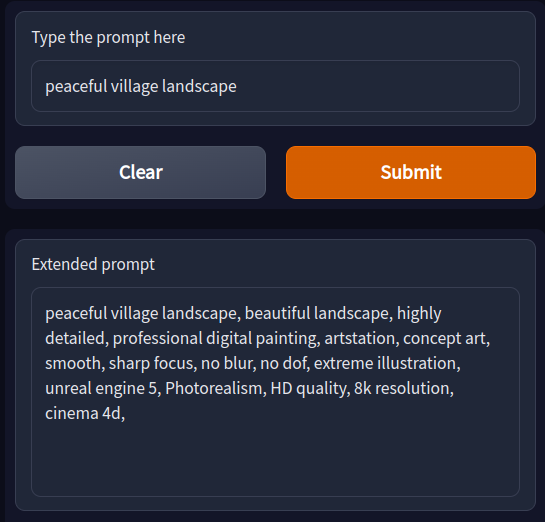 Type the prompt here
peaceful village landscape
Clear
Submit
Extended prompt
peaceful village landscape, beautiful landscape, highly
detailed, professional digital painting, artstation, concept art,
smooth, sharp focus, no blur, no dof, extreme illustration,
unreal engine 5, Photorealism, HD quality, 8k resolution,
cinema 4d,